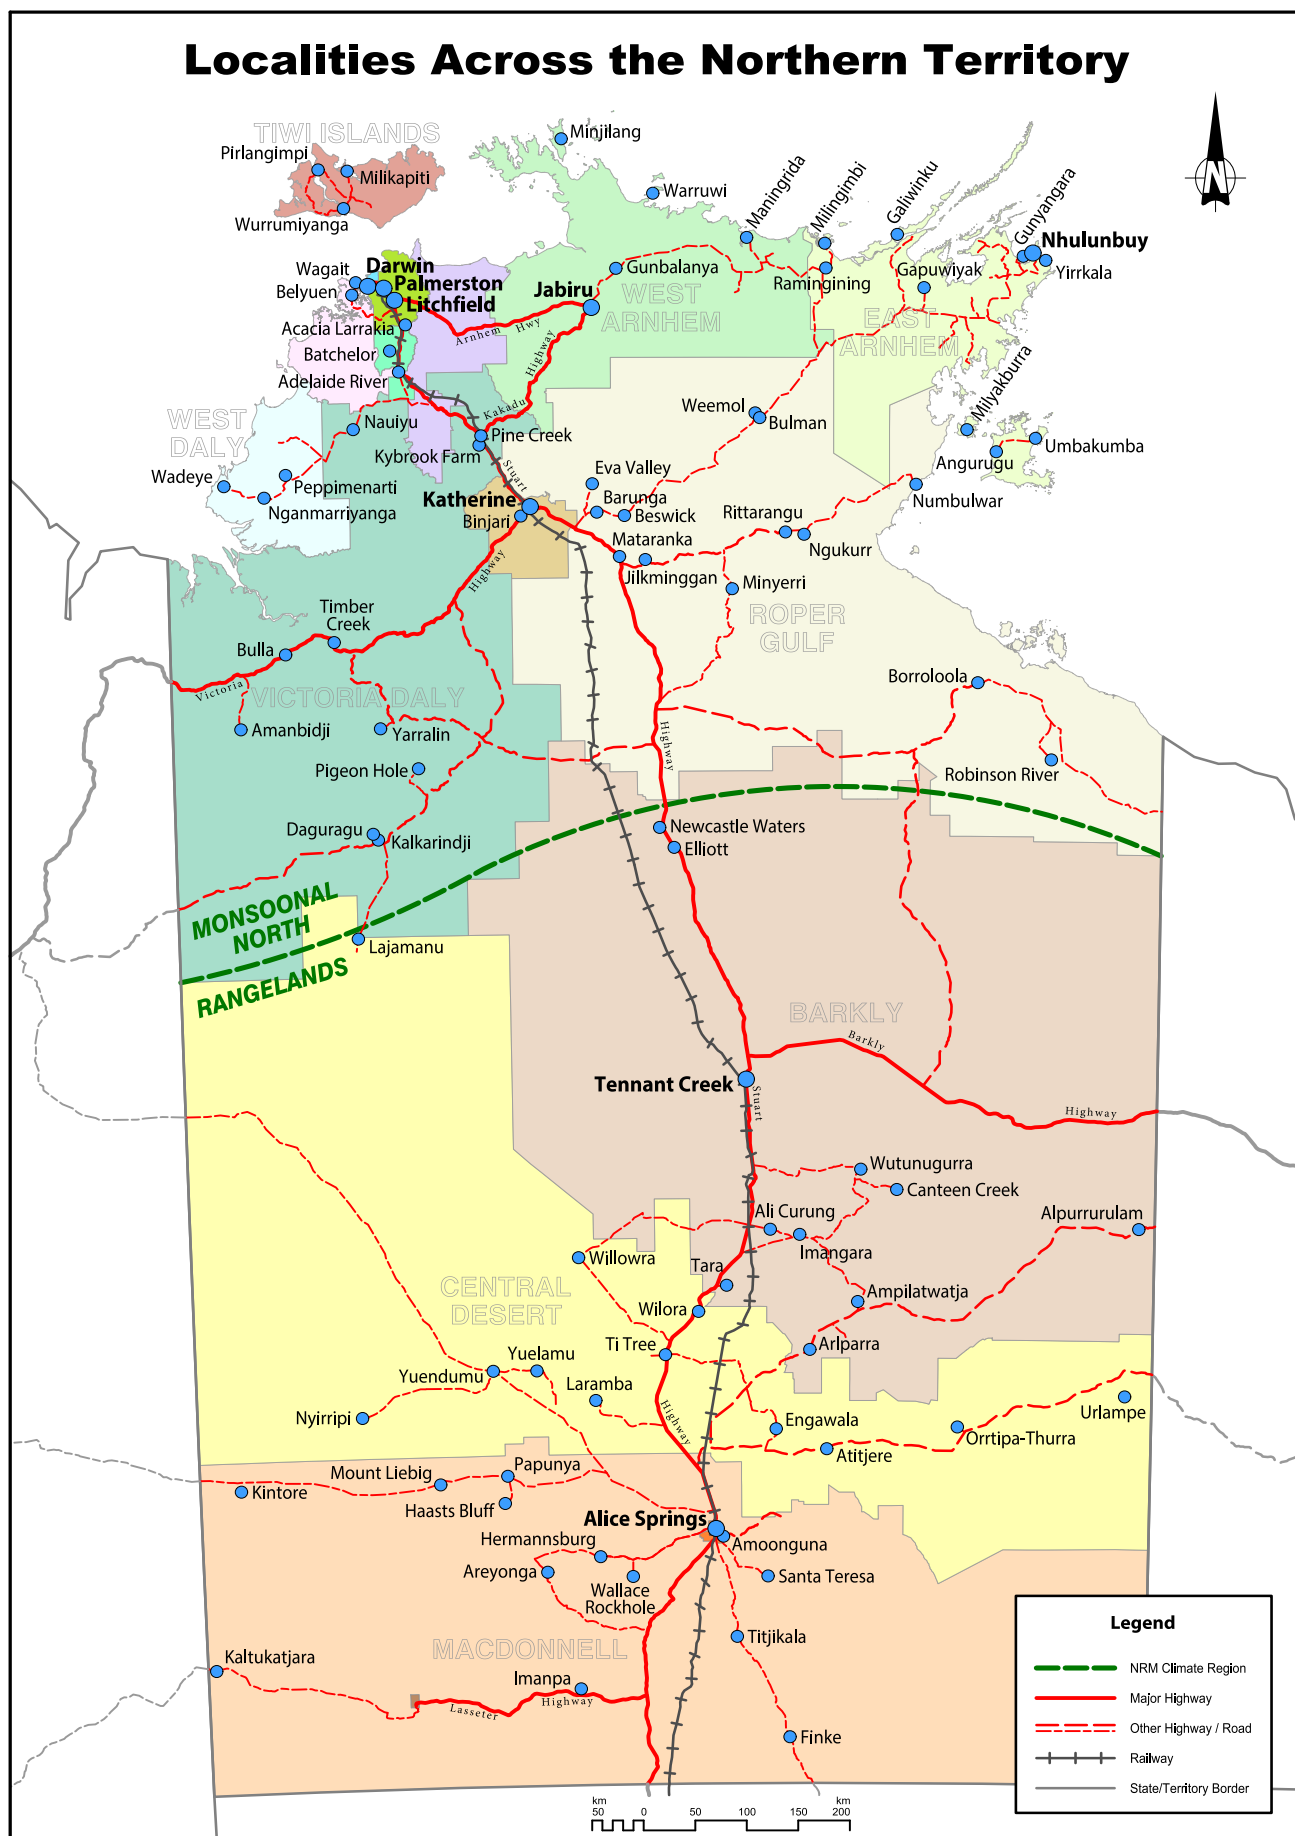 Localities Across the Northern Territory
TIWI ISLANDS
Minjilang
Pirlangimpi
Milikapiti
Wurrumiyanga
Warruwi
Maningrida
Milingimbi
Galiwinku
Gunyangara
Nhulunbuy
Yirrkala
Wagait
Darwin
Belyuen
Palmerston
Litchfield
Gunbalanya
Jabiru
WEST
ARNHEM
Ramingining
Gapuwiyak
EAST
ARNHEM
Acacia Larrakia
Arnhem Hwy
Batchelor
Adelaide River
Highway
Kakadu
WEST
DALY
Nauiyu
Pine Creek
Kybrook Farm
Stuart
Weemol
Bulman
Milyakburra
Umbakumba
Angurugu
Wadeye
Peppimenarti
Nganmarriyanga
Eva Valley
Numbulwar
Katherine
Binjari
Barunga
Beswick
Rittarangu
Ngukurr
Mataranka
Jilkminggan
Minyerri
Highway
ROPER
GULF
Timber
Creek
Bulla
Victoria
VICTORIA DALY
Borroloola
Amanbidji
Yarralin
Highway
Pigeon Hole
Robinson River
Daguragu
Kalkarindji
Newcastle Waters
Elliott
MONSOONAL
NORTH
Lajamanu
RANGELANDS
BARKLY
Barkly
Tennant Creek
Stuart
Highway
Wutunugurra
Canteen Creek
Ali Curung
Imangara
Alpurrurulam
Willowra
Tara
CENTRAL
DESERT
Wilora
Ampilatwatja
Ti Tree
Arlparra
Yuelamu
Yuendumu
Laramba
Nyirripi
Highway
Engawala
Urlampe
Orrtipa-Thurra
Atitjere
Mount Liebig
Papunya
Kintore
Haasts Bluff
Alice Springs
Hermannsburg
Amoonguna
Areyonga
Wallace
Rockhole
Santa Teresa
MACDONNELL
Titjikala
Kaltukatjara
Imanpa
Lasseter
Highway
Finke
Legend
NRM Climate Region
Major Highway
Other Highway / Road
Railway
State/Territory Border
km km
50 0 50 100 150 200
N